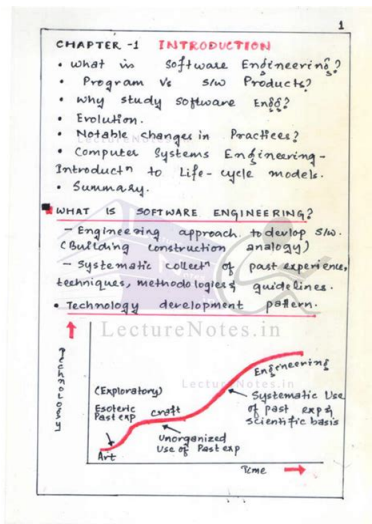 1
CHAPTER -1 INTRODUCTION
• what is Software Engineering?
• Program Vs S/w Products?
• Why study Software Engg?
• Evolution.
• Notable changes in Practices?
• Computer Systems Engineering -
Introductn to Life-cycle models.
• Summary.
WHAT IS SOFTWARE ENGINEERING?
- Engineering approach to devlop S/w.
(Building construction analogy)
- Systematic collectn of past experience,
techniques, methodologies & guidelines.
• Technology development pattern.
LectureNotes.in
Technology
(Exploratory)
Esoteric
Past exp
Art
Craft
Unorganized
Use of Past exp
Engineering
LectureNotes.in
Systematic Use
of past exp &
scientific basis
Time